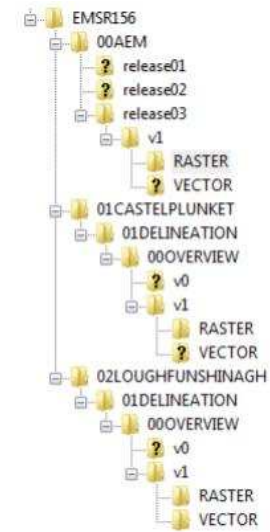 EMSR156
00AEM
release01
release02
release03
v1
RASTER
VECTOR
01CASTELPLUNKET
01DELINEATION
00OVERVIEW
v0
v1
RASTER
VECTOR
02LOUGHFUNSHINAGH
01DELINEATION
00OVERVIEW
v0
v1
RASTER
VECTOR